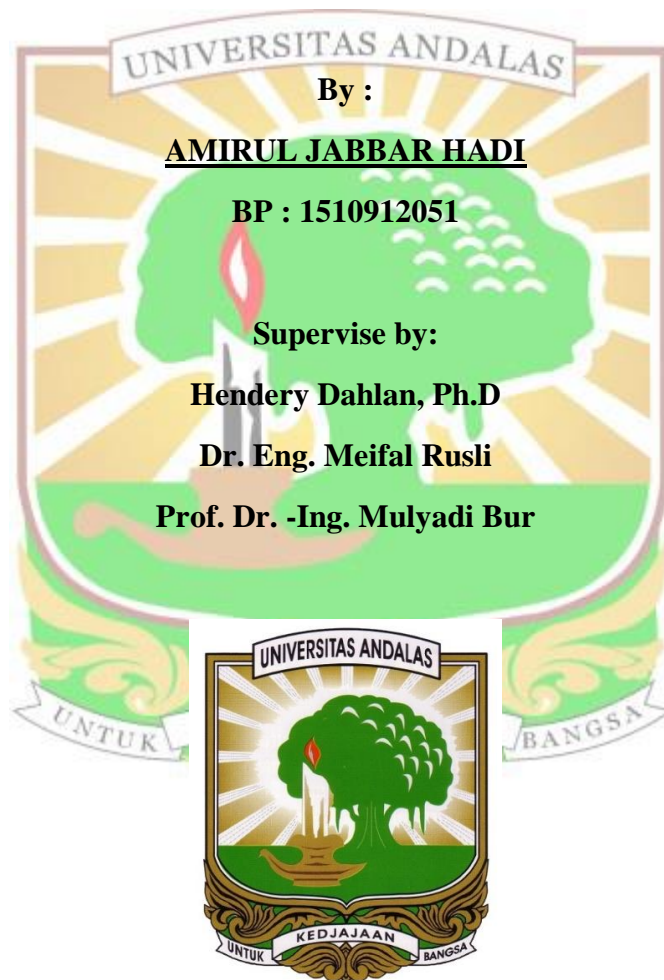 UNIVERSITAS ANDALAS
By :
AMIRUL JABBAR HADI
BP : 1510912051
Supervise by:
Hendery Dahlan, Ph.D
Dr. Eng. Meifal Rusli
Prof. Dr. -Ing. Mulyadi Bur
UNIVERSITAS ANDALAS
UNTUK BANGSA
UNTUK KEDJAJAAN BANGSA